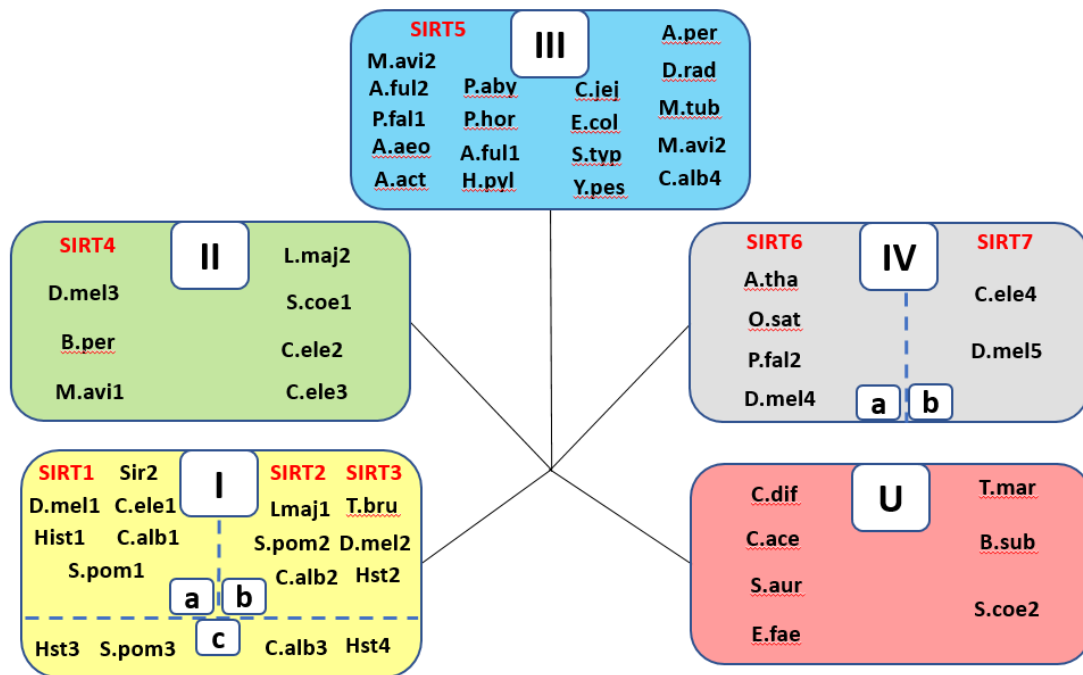 SIRT5
III
M.avi2
A.ful2
P.fal1
A.aeo
A.act
P.aby
P.hor
A.ful1
H.pyl
C.jej
E.col
S.typ
Y.pes
A.per
D.rad
M.tub
M.avi2
C.alb4
SIRT4
II
D.mel3
B.per
M.avi1
L.maj2
S.coe1
C.ele2
C.ele3
SIRT6
IV
SIRT7
A.tha
O.sat
P.fal2
D.mel4
C.ele4
D.mel5
a
b
SIRT1
Sir2
I
SIRT2
SIRT3
D.mel1
C.ele1
Lmaj1
T.bru
Hist1
C.alb1
S.pom2
D.mel2
S.pom1
C.alb2
Hst2
a
b
c
Hst3
S.pom3
C.alb3
Hst4
U
C.dif
C.ace
S.aur
E.fae
T.mar
B.sub
S.coe2